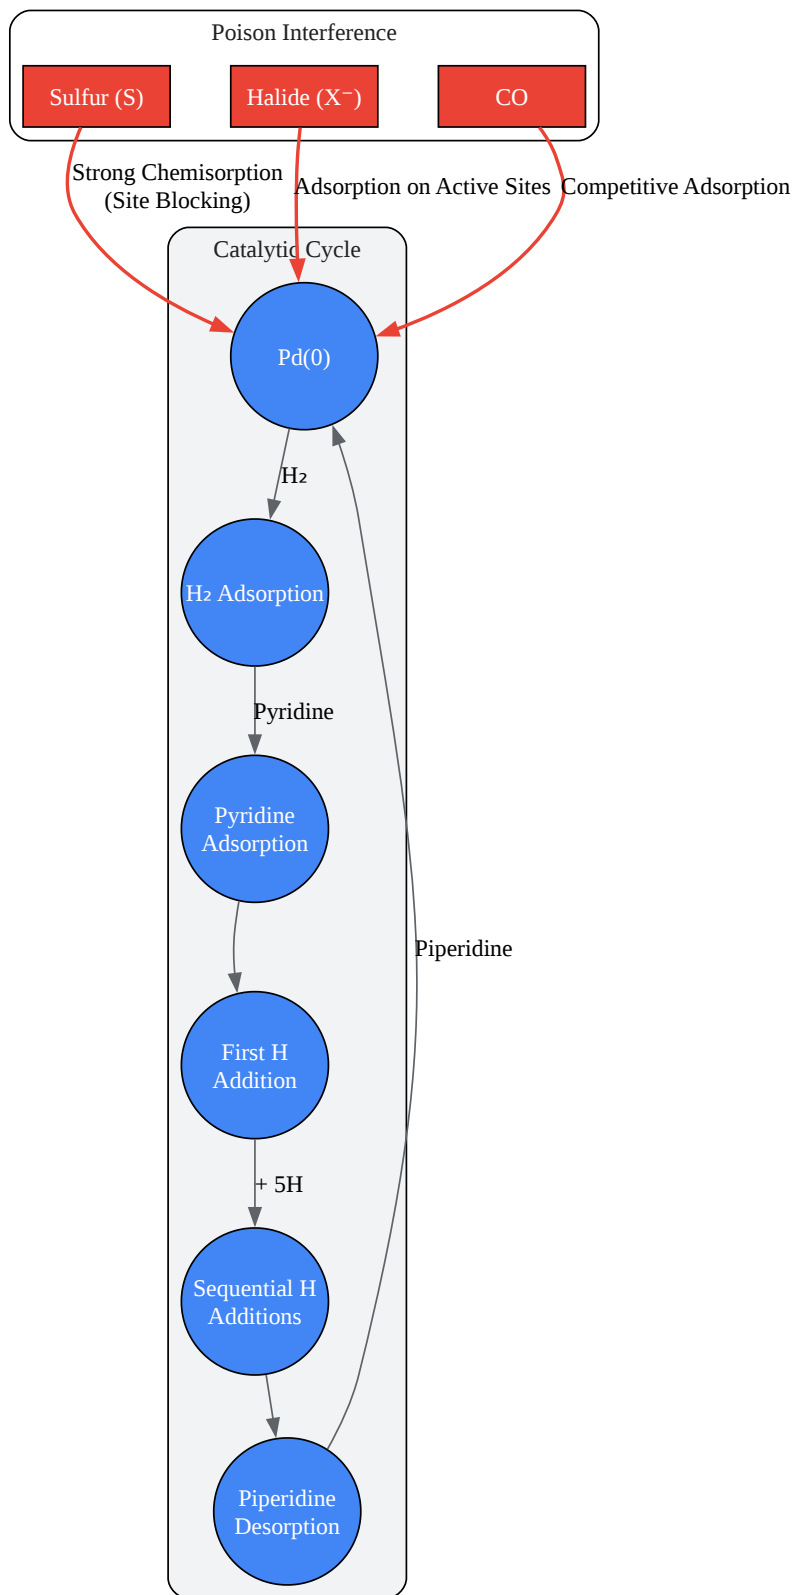 Poison Interference
Sulfur (S)
Halide (X⁻)
CO
Strong Chemisorption
(Site Blocking)
Adsorption on Active Sites
Competitive Adsorption
Catalytic Cycle
Pd(0)
H₂
H₂ Adsorption
Pyridine
Pyridine
Adsorption
First H
Addition
+ 5H
Sequential H
Additions
Piperidine
Piperidine
Desorption